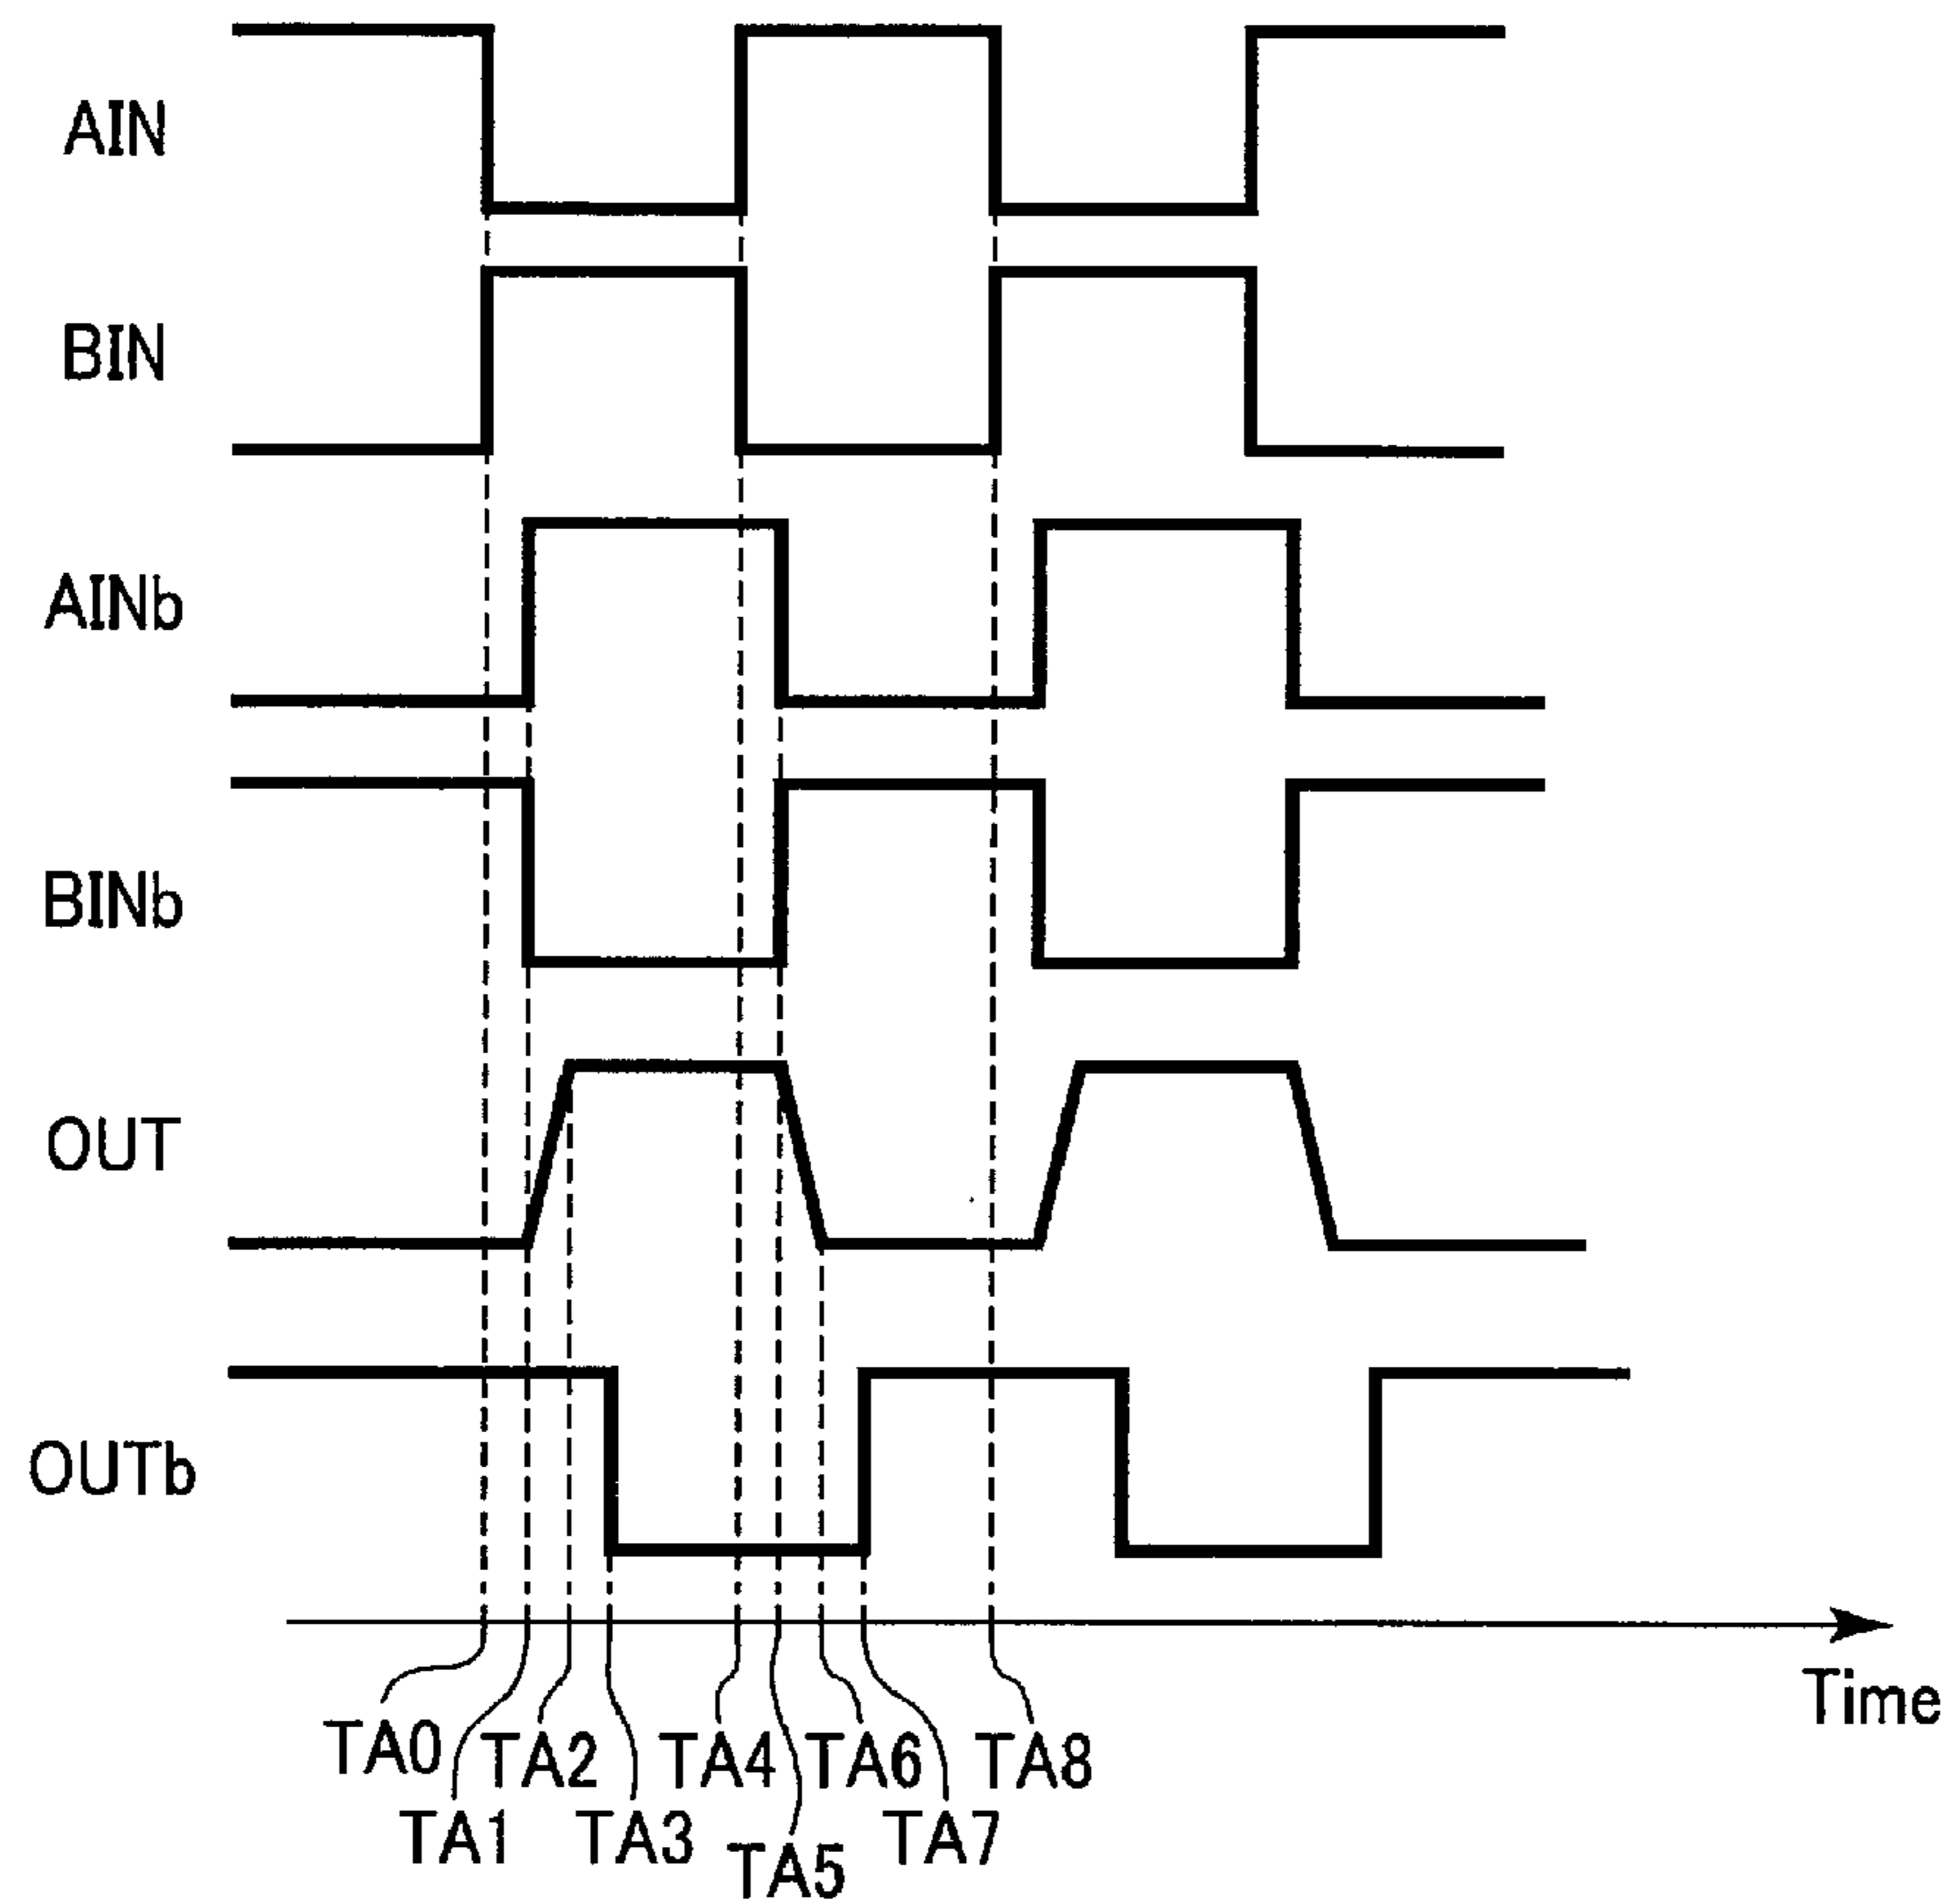 AIN
BIN
AINb
BINb
OUT
OUTb
Time
TA0 TA2 TA4 TA6 TA8
TA1 TA3 TA5 TA7